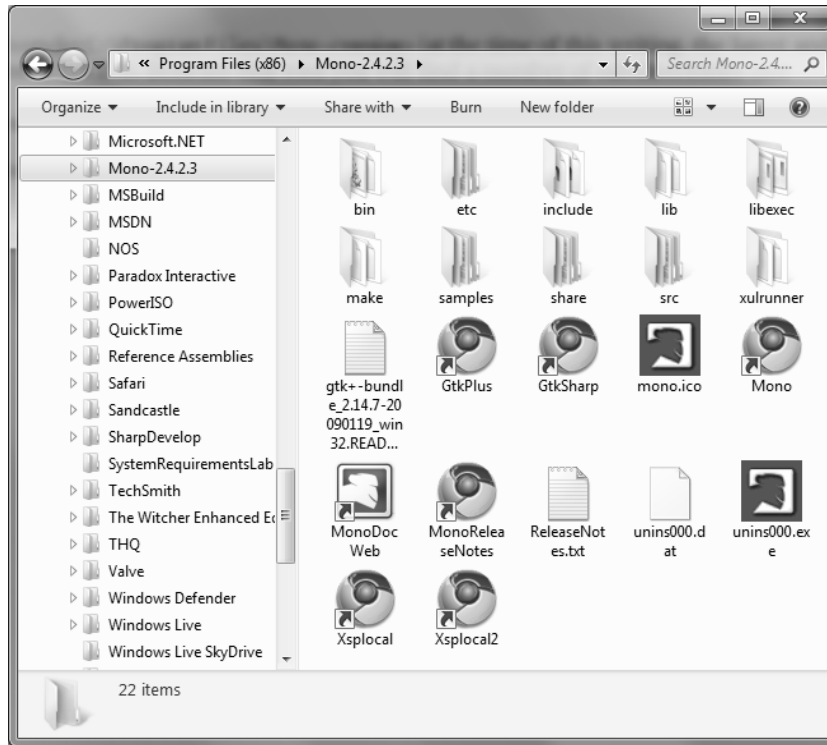 « Program Files (x86) ▸ Mono-2.4.2.3 ▸
Search Mono-2.4....
Organize
Include in library
Share with
Burn
New folder
Microsoft.NET
Mono-2.4.2.3
MSBuild
MSDN
NOS
Paradox Interactive
PowerISO
QuickTime
Reference Assemblies
Safari
Sandcastle
SharpDevelop
SystemRequirementsLab
TechSmith
The Witcher Enhanced Ec
THQ
Valve
Windows Defender
Windows Live
Windows Live SkyDrive
bin
etc
include
lib
libexec
make
samples
share
src
xulrunner
gtk+-bundl
e_2.14.7-20
090119_win
32.READ...
GtkPlus
GtkSharp
mono.ico
Mono
MonoDoc
Web
MonoRelea
seNotes
ReleaseNot
es.txt
unins000.d
at
unins000.ex
e
Xsplocal
Xsplocal2
22 items